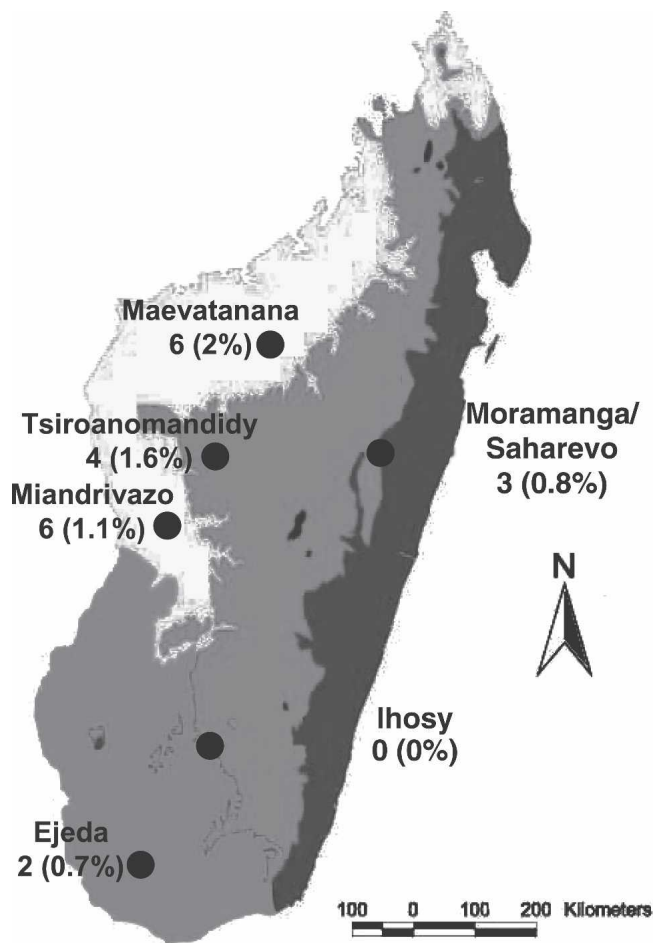 Maevatanana
6 (2%)
Tsiroanomandidy
4 (1.6%)
Moramanga/
Saharevo
3 (0.8%)
Miandrivazo
6 (1.1%)
N
Ihosy
0 (0%)
Ejeda
2 (0.7%)
100 0 100 200 Kilometers